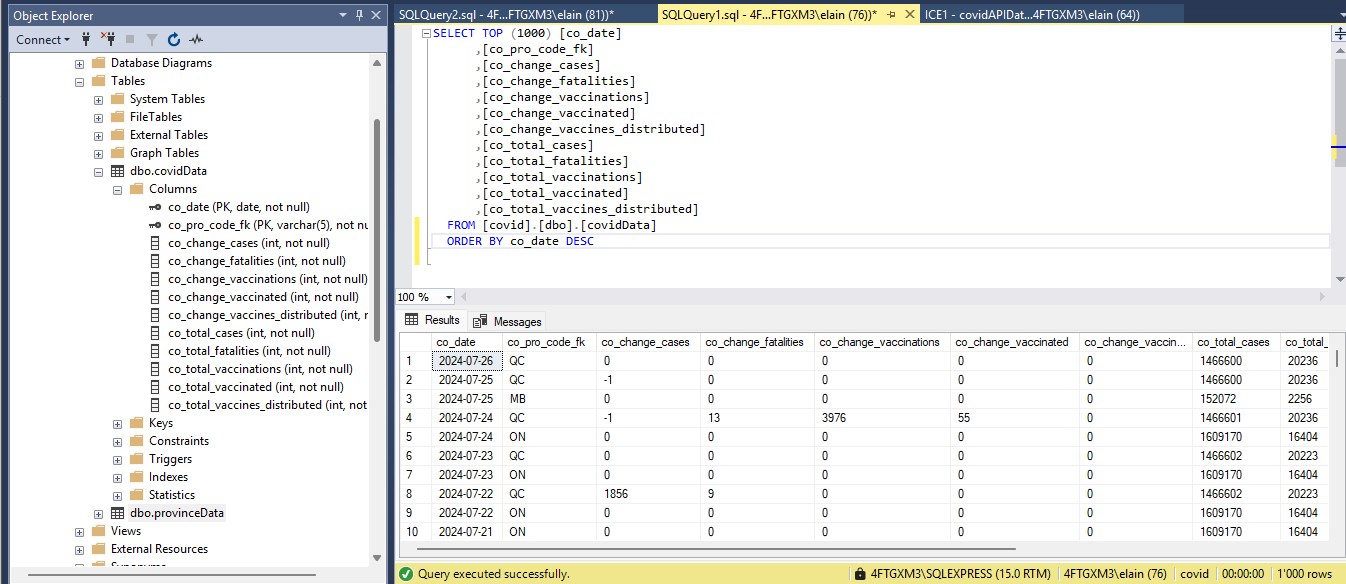 Object Explorer
Connect
Database Diagrams
Tables
System Tables
FileTables
External Tables
Graph Tables
dbo.covidData
Columns
co_date (PK, date, not null)
co_pro_code_fk (PK, varchar(5), not nu
co_change_cases (int, not null)
co_change_fatalities (int, not null)
co_change_vaccinations (int, not null)
co_change_vaccinated (int, not null)
co_change_vaccines_distributed (int, r
co_total_cases (int, not null)
co_total_fatalities (int, not null)
co_total_vaccinations (int, not null)
co_total_vaccinated (int, not null)
co_total_vaccines_distributed (int, not
Keys
Constraints
Triggers
Indexes
Statistics
dbo.provinceData
Views
External Resources
SQLQuery2.sql - 4F...FTGXM3\elain (81))* SQLQuery1.sql - 4F...FTGXM3\elain (76))* ICE1 - covidAPIDat...4FTGXM3\elain (64))
SELECT TOP (1000) [co_date]
,[co_pro_code_fk]
,[co_change_cases]
,[co_change_fatalities]
,[co_change_vaccinations]
,[co_change_vaccinated]
,[co_change_vaccines_distributed]
,[co_total_cases]
,[co_total_fatalities]
,[co_total_vaccinations]
,[co_total_vaccinated]
,[co_total_vaccines_distributed]
FROM [covid].[dbo].[covidData]
ORDER BY co_date DESC
100 %
Results Messages
co_date co_pro_code_fk co_change_cases co_change_fatalities co_change_vaccinations co_change_vaccinated co_change_vaccin... co_total_cases co_total_
1 2024-07-26 QC 0 0 0 0 0 1466600 20236
2 2024-07-25 QC -1 0 0 0 0 1466600 20236
3 2024-07-25 MB 0 0 0 0 0 152072 2256
4 2024-07-24 QC -1 13 3976 55 0 1466601 20236
5 2024-07-24 ON 0 0 0 0 0 1609170 16404
6 2024-07-23 QC 0 0 0 0 0 1466602 20223
7 2024-07-23 ON 0 0 0 0 0 1609170 16404
8 2024-07-22 QC 1856 9 0 0 0 1466602 20223
9 2024-07-22 ON 0 0 0 0 0 1609170 16404
10 2024-07-21 ON 0 0 0 0 0 1609170 16404
Query executed successfully. 4FTGXM3\SQLEXPRESS (15.0 RTM) 4FTGXM3\elain (76) covid 00:00:00 1'000 rows